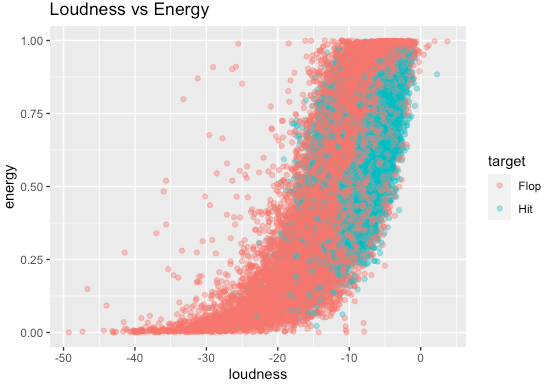 Loudness vs Energy
1.00
0.75
0.50
0.25
0.00
energy
-50 -40 -30 -20 -10 0
loudness
target
Flop
Hit